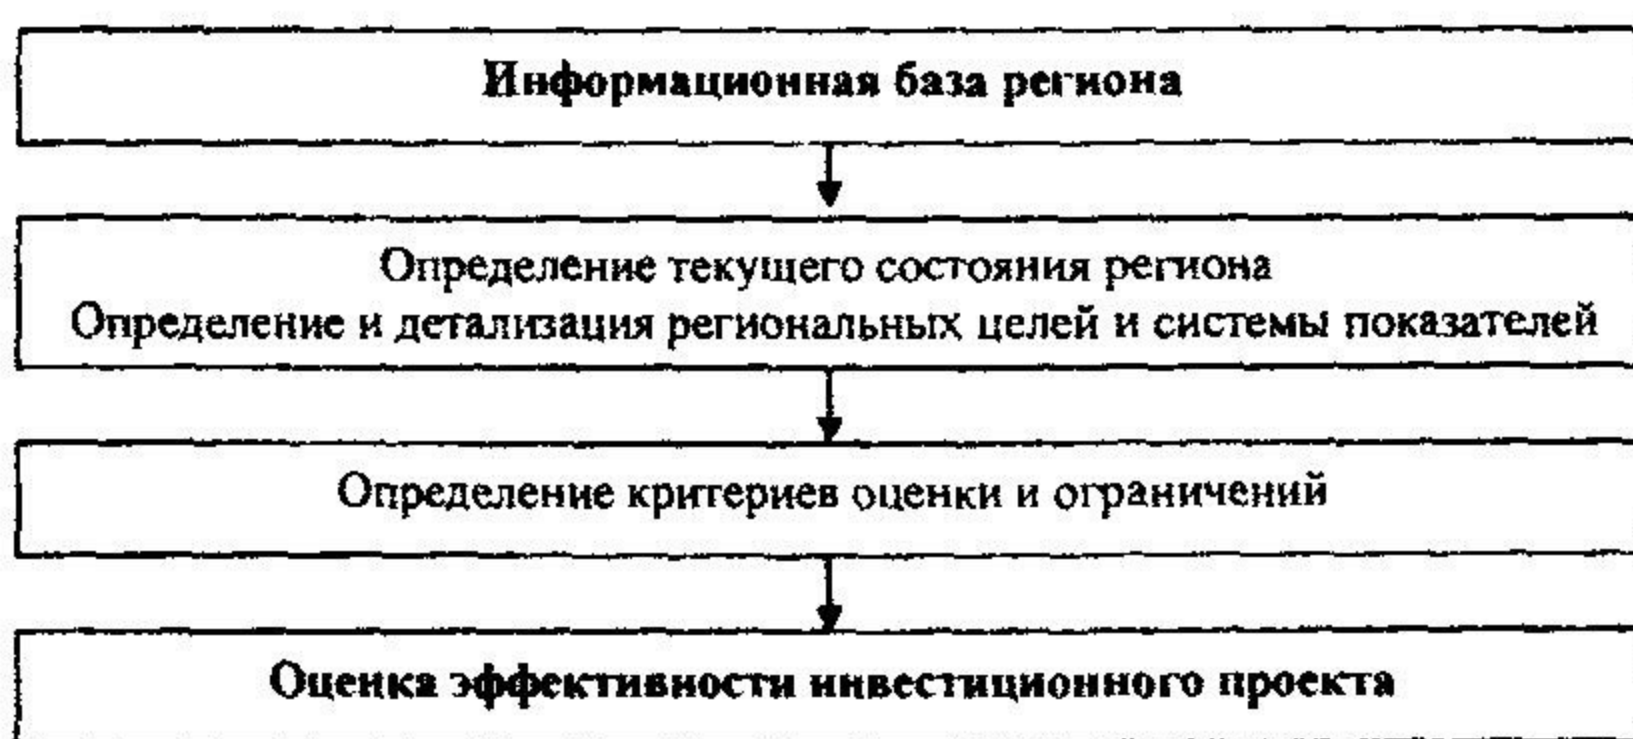 Информационная база региона
Определение текущего состояния региона
Определение и детализация региональных целей и системы показателей
Определение критериев оценки и ограничений
Оценка эффективности инвестиционного проекта